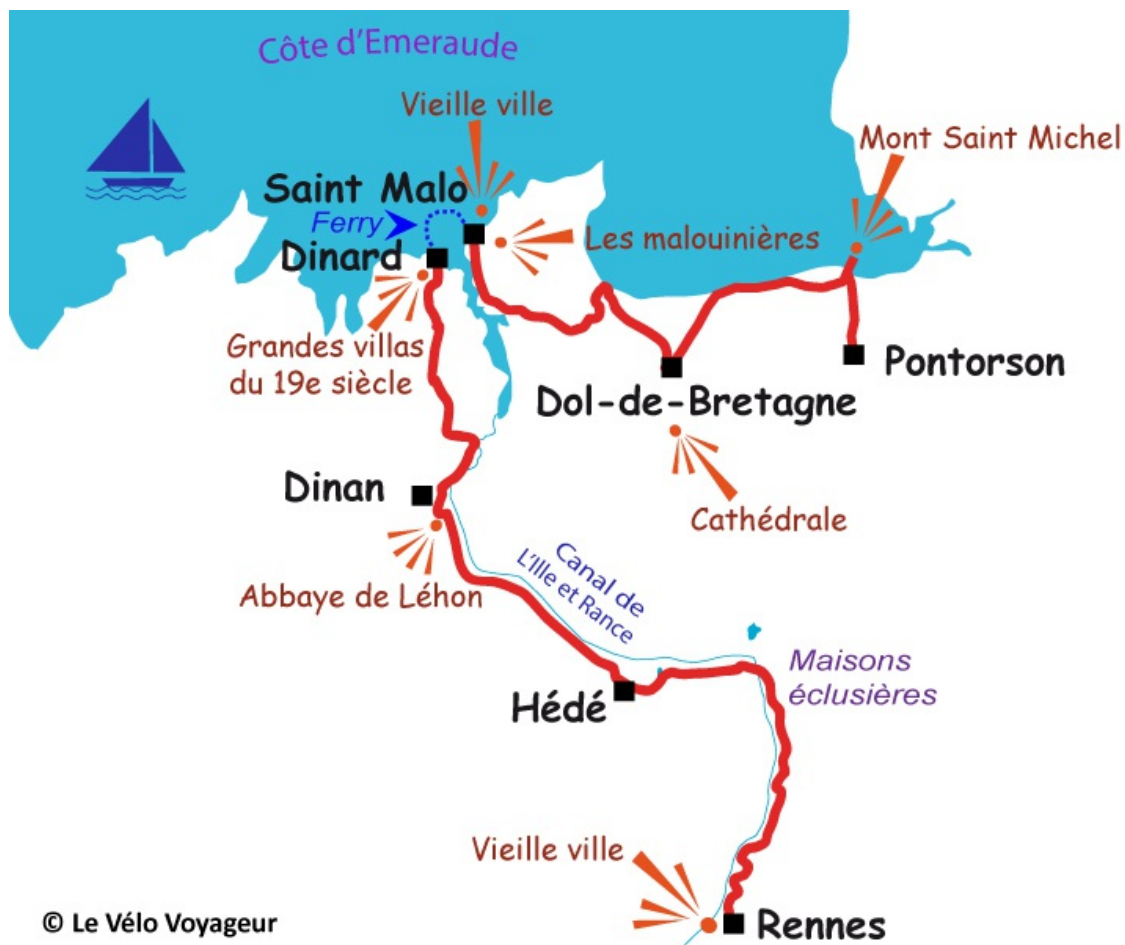 Côte d'Emeraude
Vieille ville
Mont Saint Michel
Saint Malo
Ferry
Les malouinières
Dinard
Grandes villas
du 19e siècle
Pontorson
Dol-de-Bretagne
Dinan
Cathédrale
Canal de
L'Ille et Rance
Abbaye de Léhon
Maisons
éclusières
Hédé
Vieille ville
© Le Vélo Voyageur
Rennes